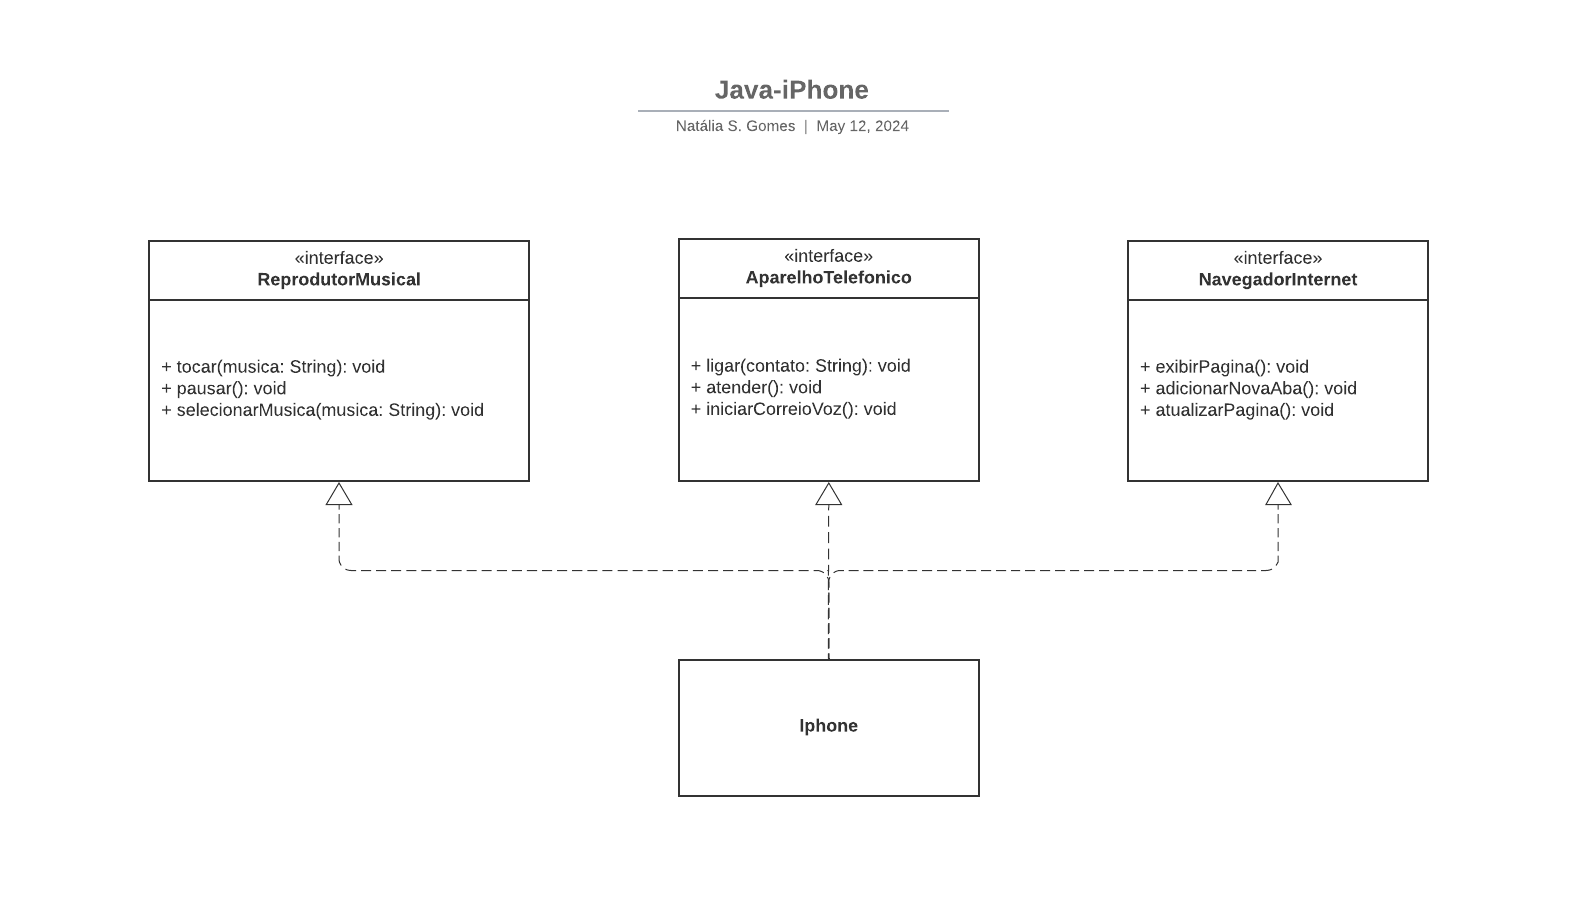 Java-iPhone
Natália S. Gomes | May 12, 2024
«interface»
ReprodutorMusical
+ tocar(musica: String): void
+ pausar(): void
+ selecionarMusica(musica: String): void
«interface»
AparelhoTelefonico
+ ligar(contato: String): void
+ atender(): void
+ iniciarCorreioVoz(): void
«interface»
NavegadorInternet
+ exibirPagina(): void
+ adicionarNovaAba(): void
+ atualizarPagina(): void
Iphone